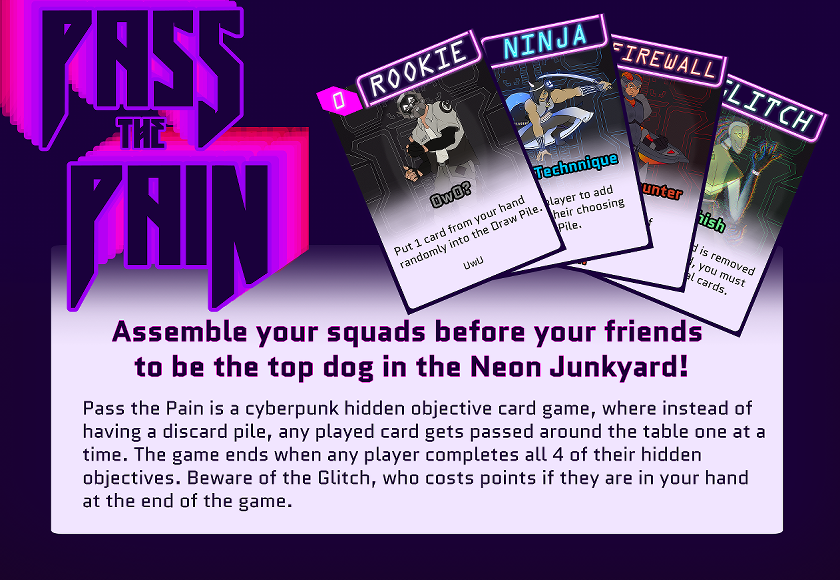 PASS
THE
PAIN
0
ROOKIE
OwO?
Put 1 card from your hand
randomly into the Draw Pile.
UwU
NINJA
Technnique
player to add
their choosing
Pile.
FIREWALL
GLITCH
d is removed
, you must
al cards.
Assemble your squads before your friends
to be the top dog in the Neon Junkyard!
Pass the Pain is a cyberpunk hidden objective card game, where instead of
having a discard pile, any played card gets passed around the table one at a
time. The game ends when any player completes all 4 of their hidden
objectives. Beware of the Glitch, who costs points if they are in your hand
at the end of the game.